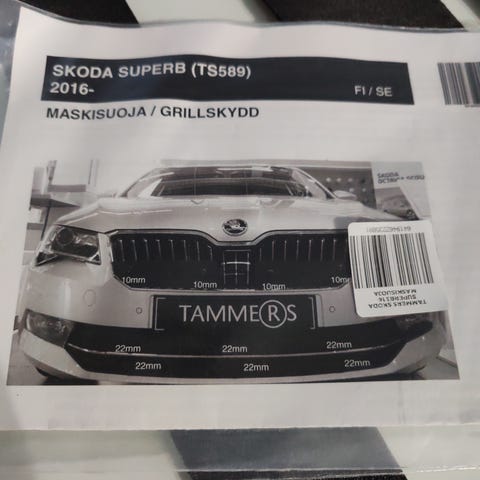 SKODA SUPERB (TS589)
2016-
FI / SE
MASKISUOJA / GRILLSKYDD
SKODA
10mm
10mm
10mm
10mm
TAMMERS
22mm
22mm
22mm
22mm
22mm
22mm
TAMMERS SKODA
SUPERB16
MASKISUOJA